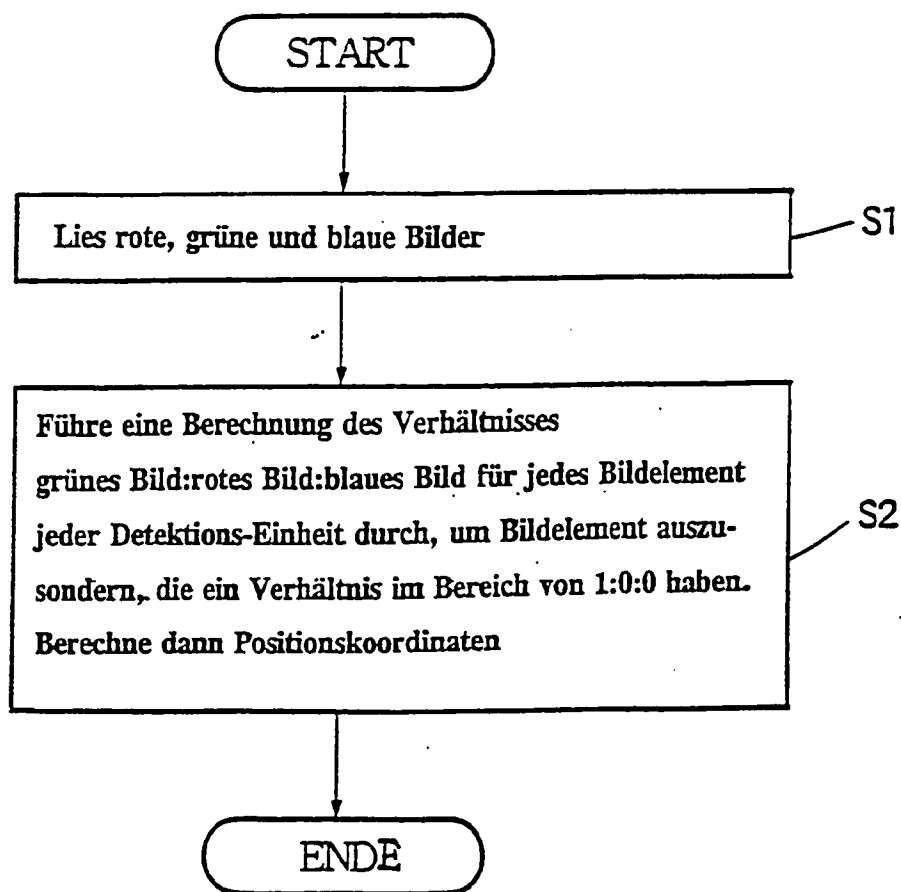 START
Lies rote, grüne und blaue Bilder
S1
Führe eine Berechnung des Verhältnisses
grünes Bild:rotes Bild:blaues Bild für jedes Bildelement
jeder Detektions-Einheit durch, um Bildelement auszu-
sondern, die ein Verhältnis im Bereich von 1:0:0 haben.
Berechne dann Positionskoordinaten
S2
ENDE